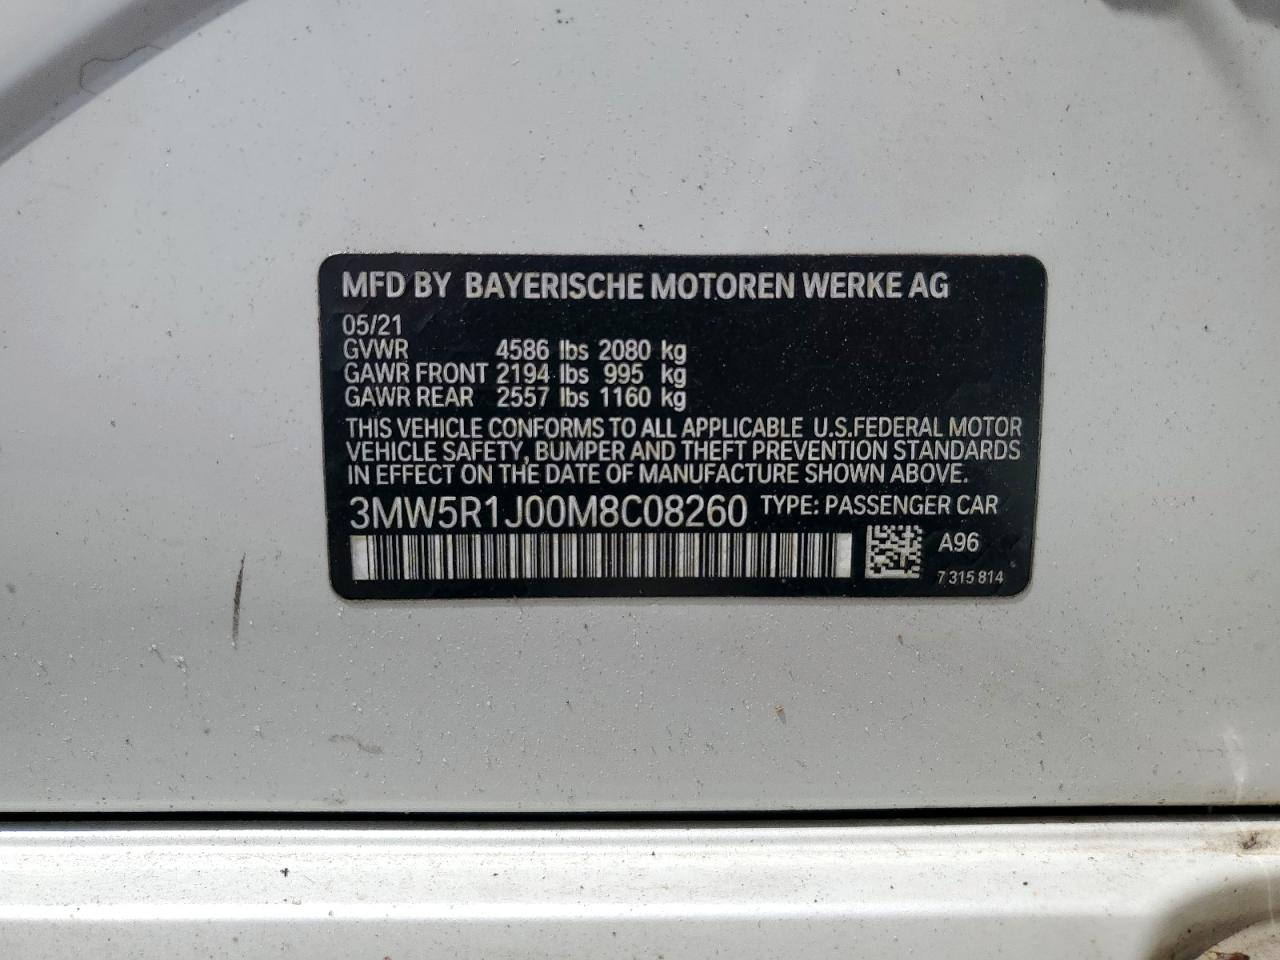 MFD BY BAYERISCHE MOTOREN WERKE AG
05/21
GVWR 4586 lbs 2080 kg
GAWR FRONT 2194 lbs 995 kg
GAWR REAR 2557 lbs 1160 kg
THIS VEHICLE CONFORMS TO ALL APPLICABLE U.S.FEDERAL MOTOR
VEHICLE SAFETY, BUMPER AND THEFT PREVENTION STANDARDS
IN EFFECT ON THE DATE OF MANUFACTURE SHOWN ABOVE.
3MW5R1J00M8C08260 TYPE: PASSENGER CAR
A96
7 315 814